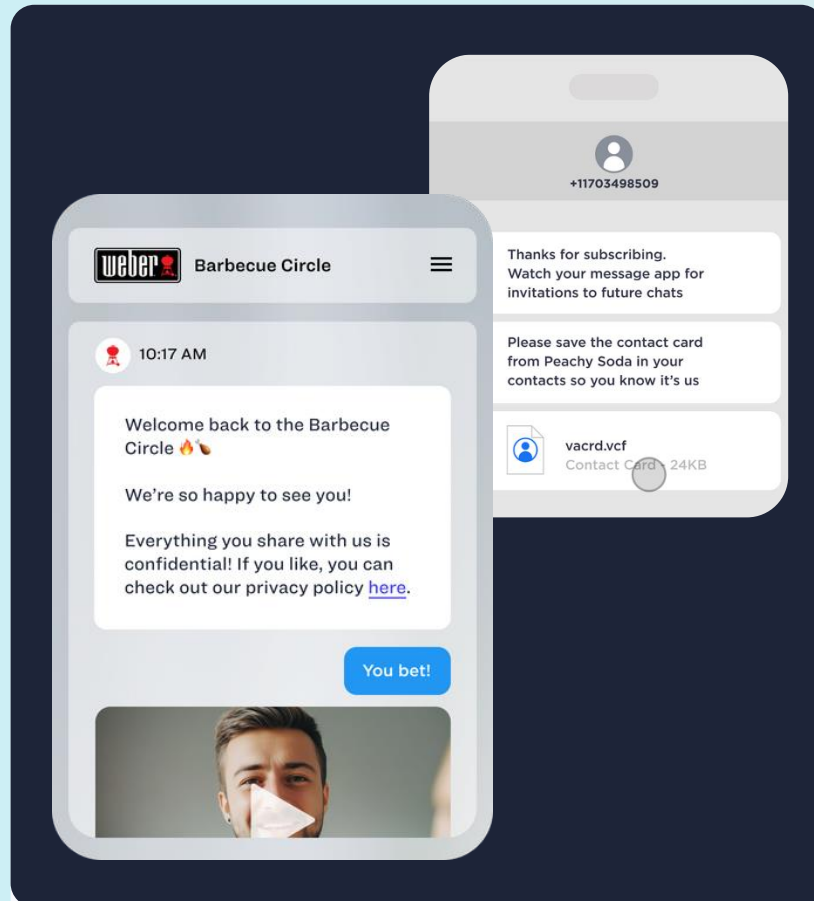 +11703498509
Thanks for subscribing.
Watch your message app for
invitations to future chats
Please save the contact card
from Peachy Soda in your
contacts so you know it’s us
vacrd.vcf
Contact Card • 24KB
weber Barbecue Circle
10:17 AM
Welcome back to the Barbecue
Circle 🔥🍗
We’re so happy to see you!
Everything you share with us is
confidential! If you like, you can
check out our privacy policy here.
You bet!